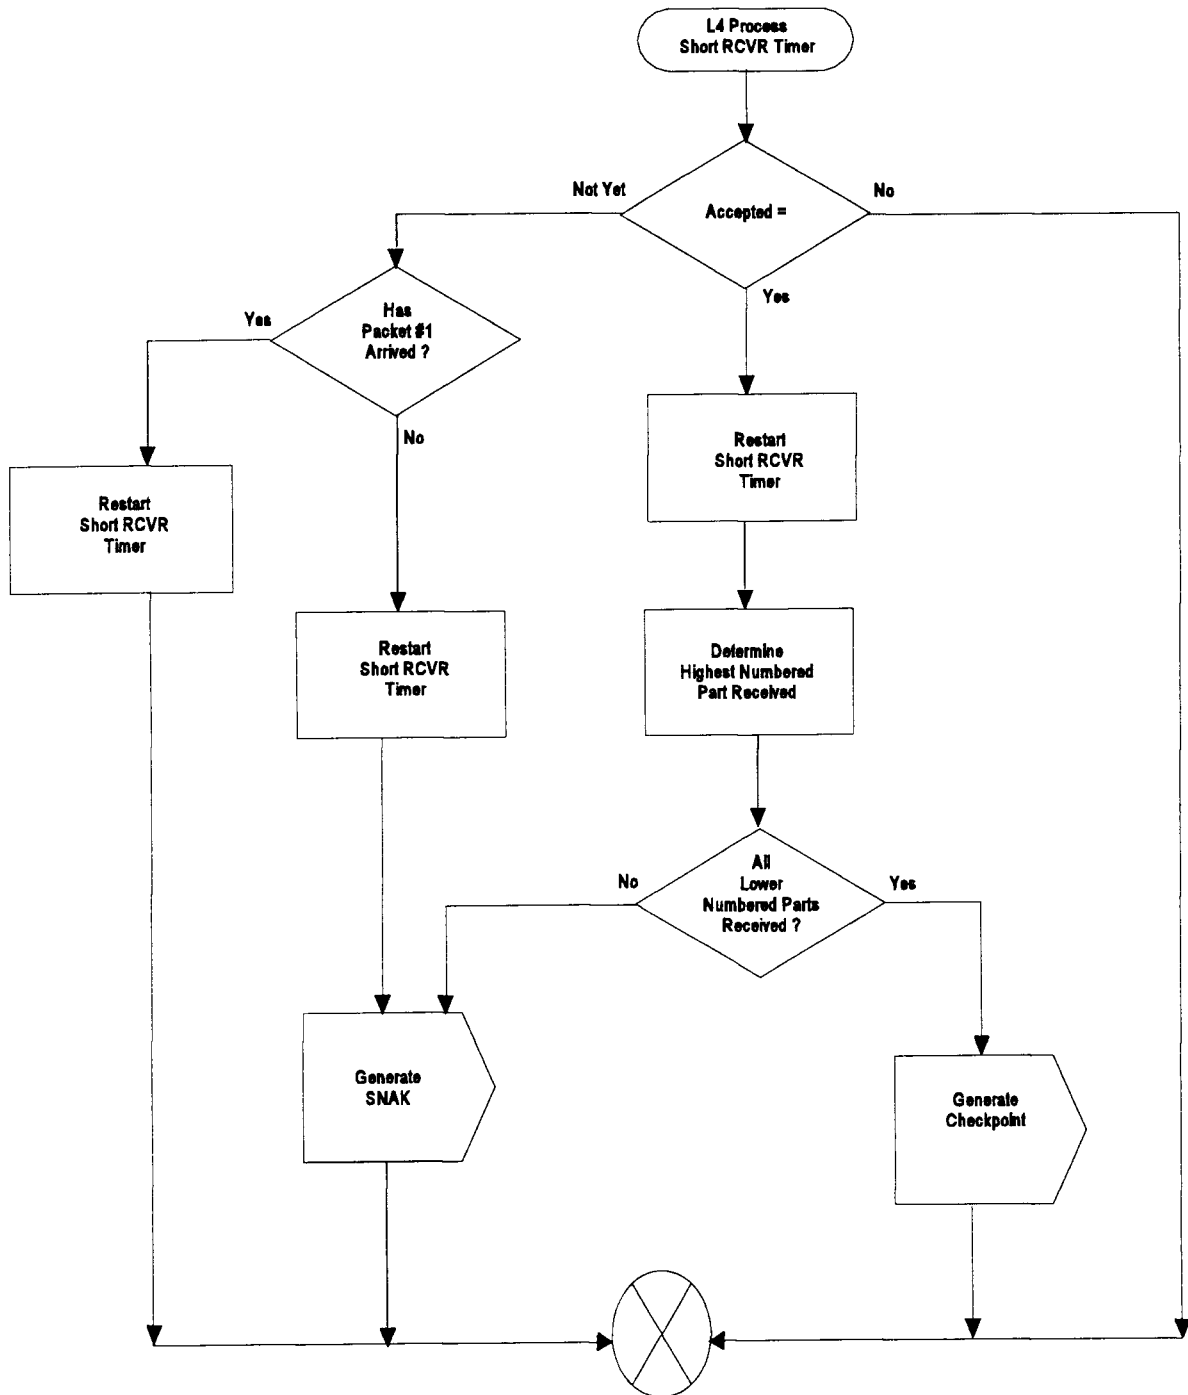 L4 Process
Short RCVR Timer
Not Yet
No
Accepted =
Yes
Has
Packet #1
Arrived ?
Yes
No
Restart
Short RCVR
Timer
Restart
Short RCVR
Timer
Restart
Short RCVR
Timer
Determine
Highest Numbered
Part Received
All
Lower
Numbered Parts
Received ?
No
Yes
Generate
SNAK
Generate
Checkpoint